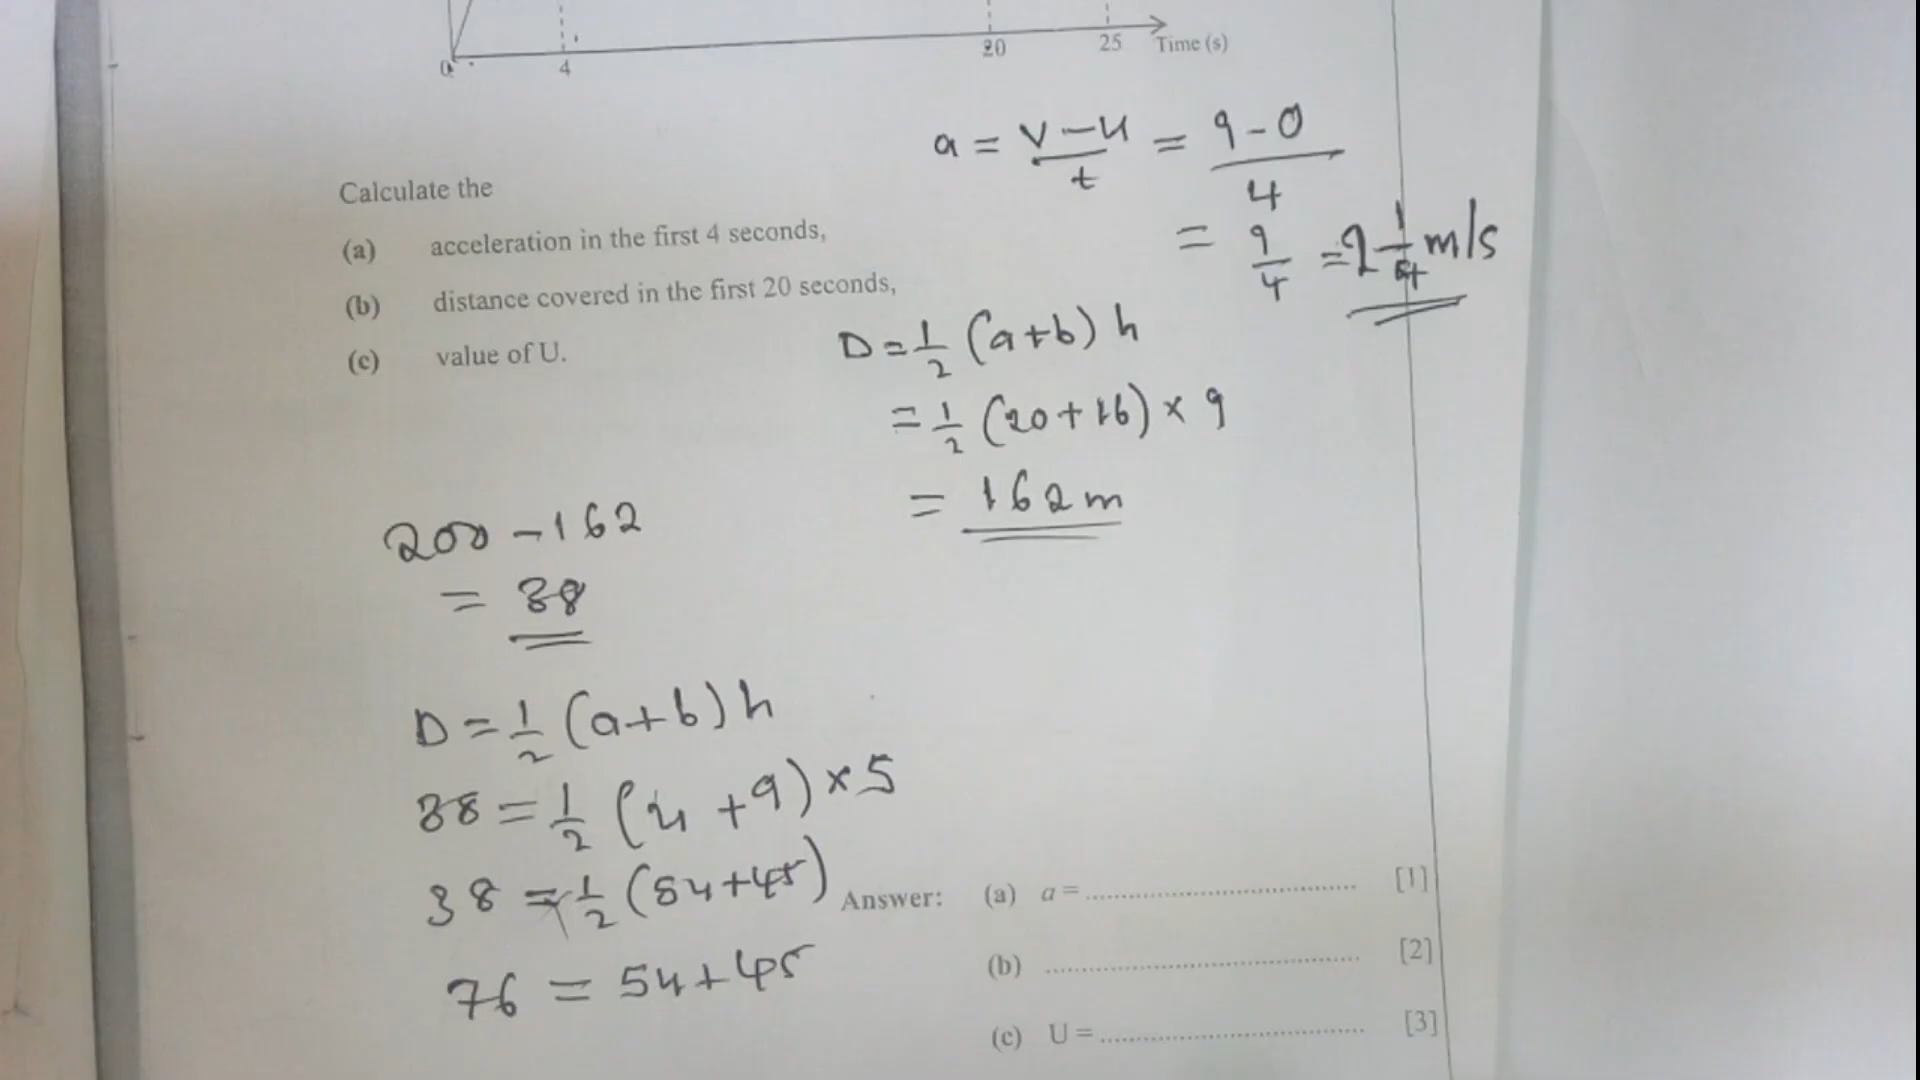 0 4 20 25 Time (s)
a = v-u/t = 9-0/4
= 9/4 = 2 1/4 m/s
Calculate the
(a) acceleration in the first 4 seconds,
(b) distance covered in the first 20 seconds,
(c) value of U.
D = 1/2 (a+b) h
= 1/2 (20+16) × 9
= 162m
200 - 162
= 38
D = 1/2 (a+b) h
38 = 1/2 (u + 9) × 5
38 = 1/2 (5u+45)
76 = 5u+45
Answer: (a) a = ........................................ [1]
(b) ........................................ [2]
(c) U = ........................................ [3]